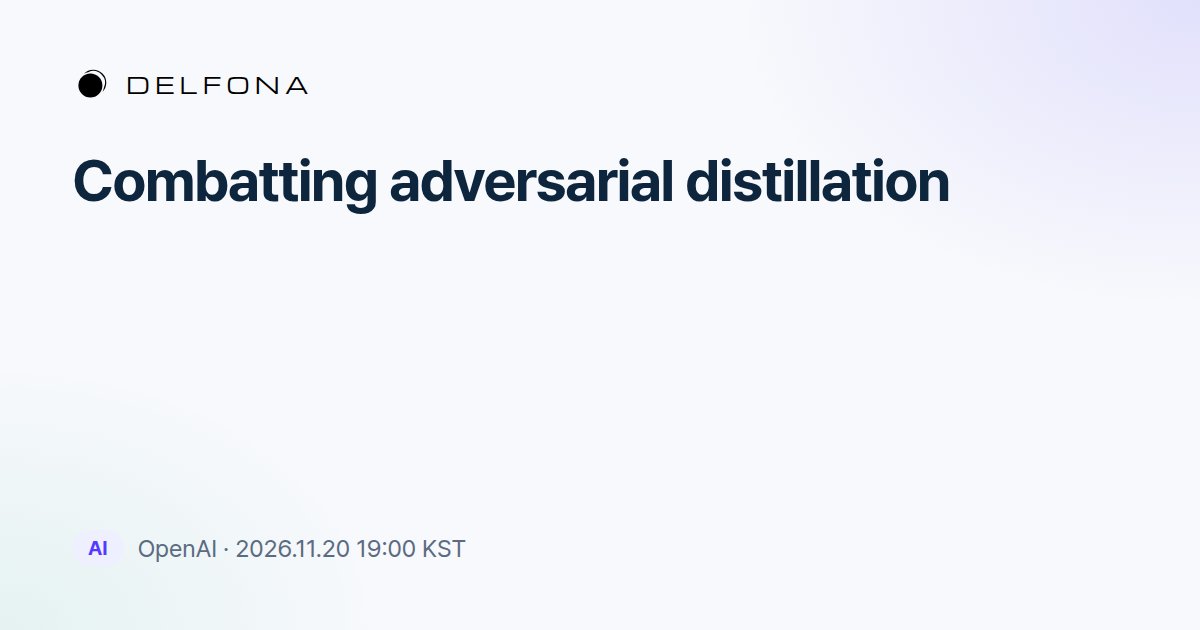 DELFONA
Combatting adversarial distillation
AI OpenAI · 2026.11.20 19:00 KST